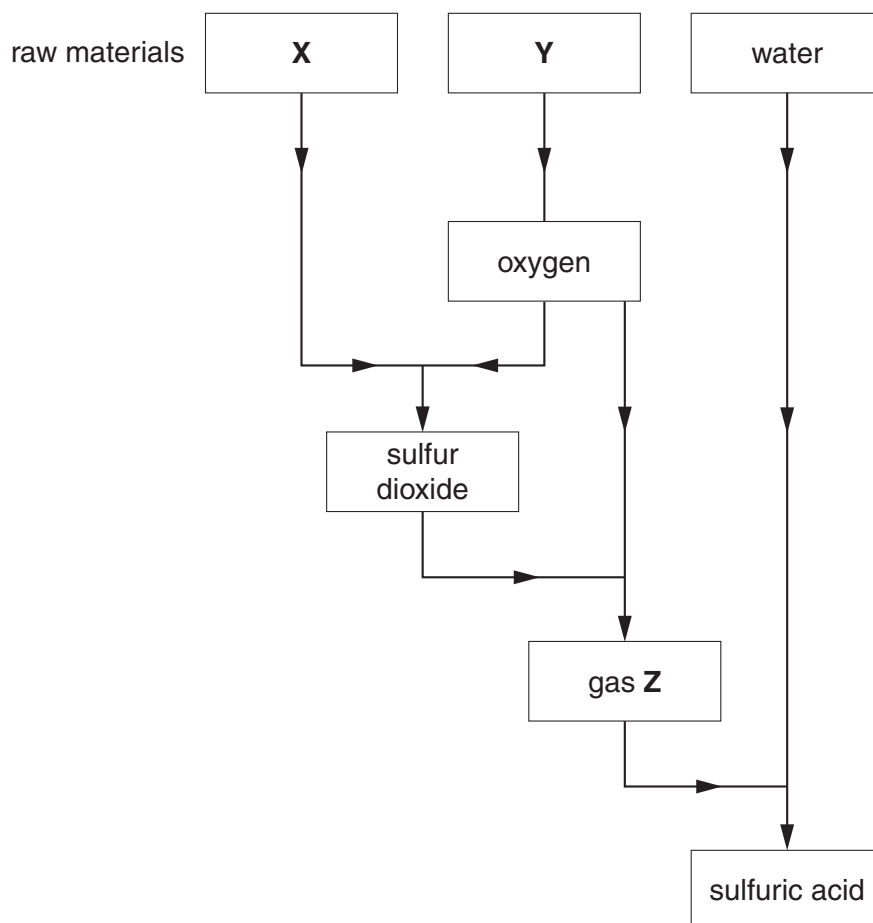 raw materials
X
Y
water
oxygen
sulfur
dioxide
gas Z
sulfuric acid